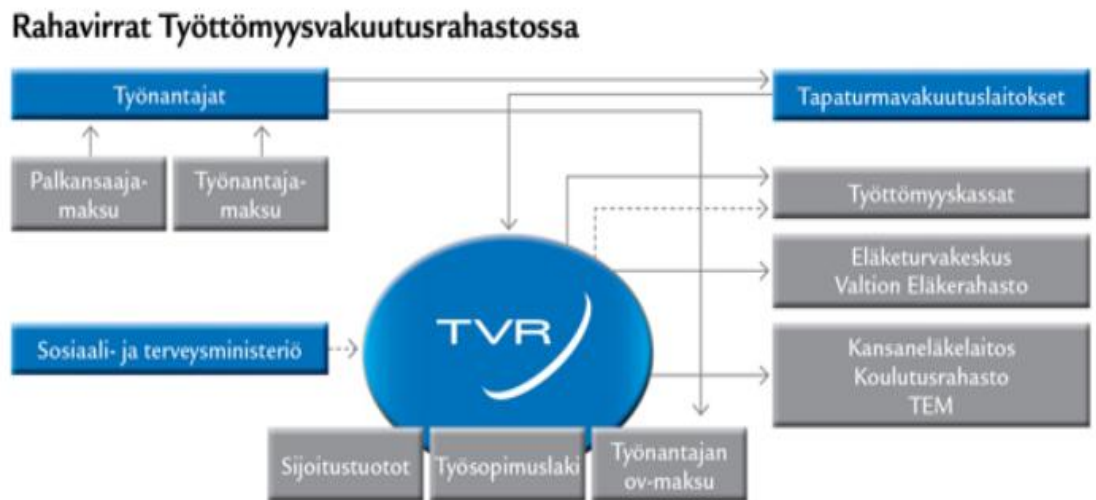 Rahavirrat Työttömyysvakuutusrahastossa
Työnantajat
Tapaturmavakuutuslaitokset
Palkansaaja-
maksu
Työnantaja-
maksu
Työttömyyskassat
Eläketurvakeskus
Valtion Eläkerahasto
Sosiaali- ja terveysministeriö
TVR
Kansaneläkelaitos
Koulutusrahasto
TEM
Sijoitustuotot
Työsopimuslaki
Työnantajan
ov-maksu